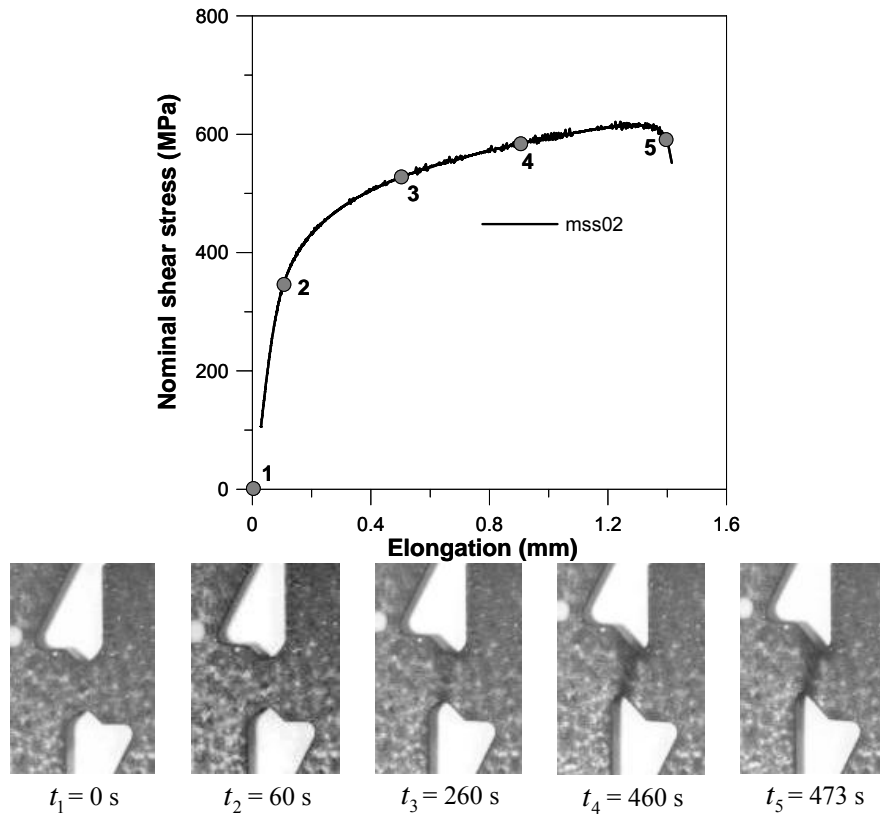 800
600
400
200
0
Nominal shear stress (MPa)
1
2
3
4
5
mss02
0 0.4 0.8 1.2 1.6
Elongation (mm)
t₁ = 0 s t₂ = 60 s t₃ = 260 s t₄ = 460 s t₅ = 473 s